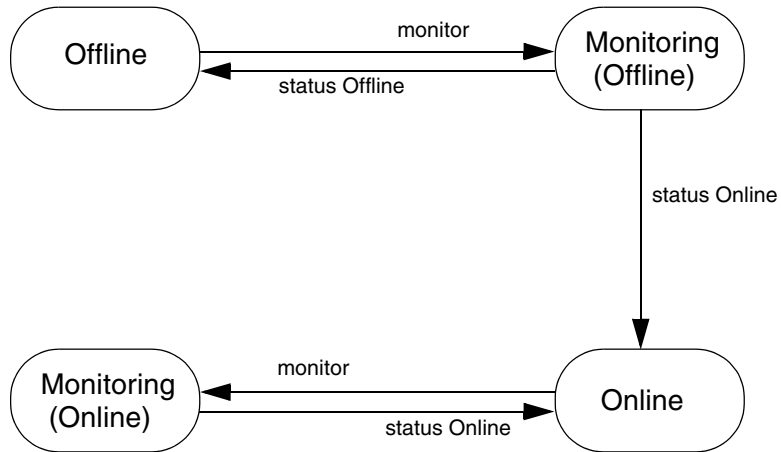 Offline
monitor
status Offline
Monitoring
(Offline)
status Online
Monitoring
(Online)
monitor
status Online
Online